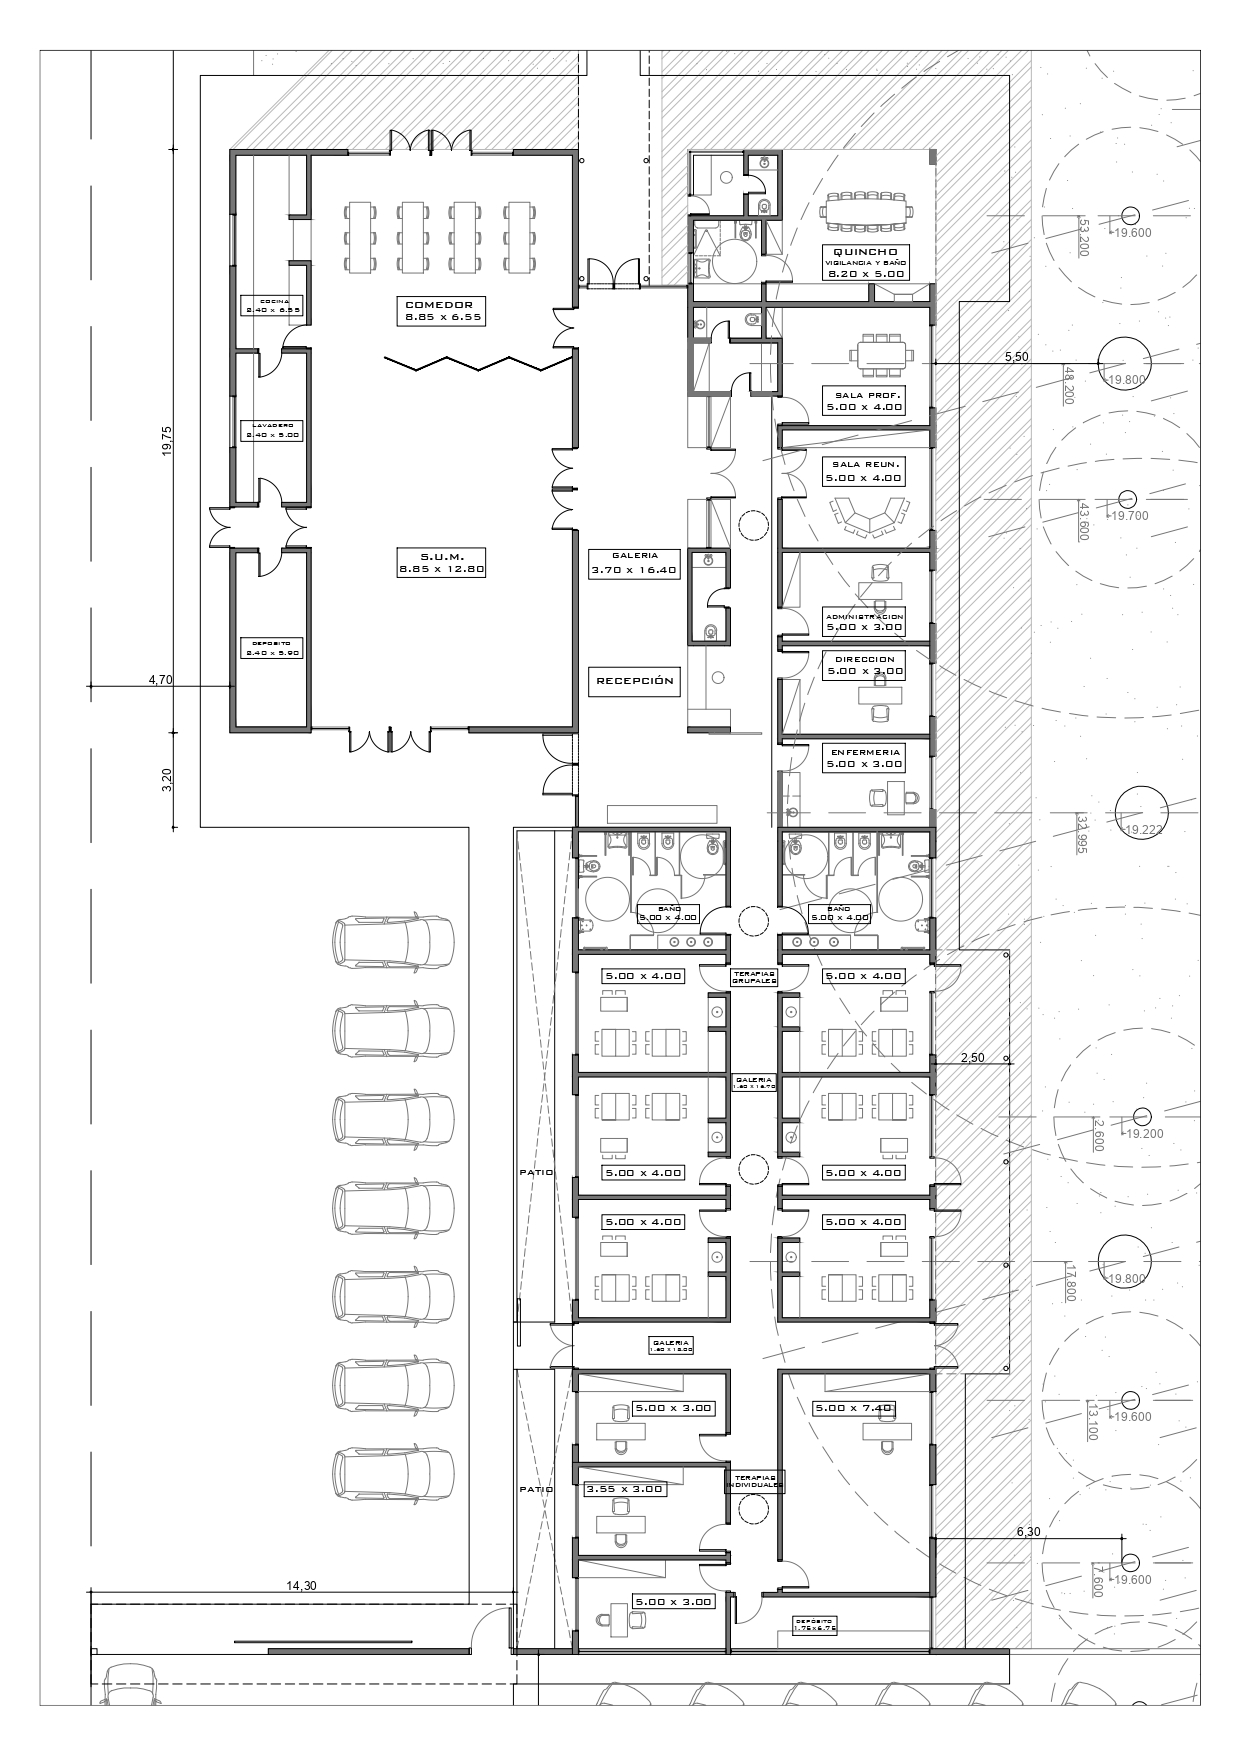 3,20
19,75
4,70
14,30
DEPOSITO
2.40 x 5.90
LAVADERO
2.40 x 5.00
COCINA
2.40 x 6.55
S.U.M.
8.85 x 12.80
COMEDOR
8.85 x 6.55
PATIO
PATIO
5.00 x 3.00
3.55 x 3.00
5.00 x 3.00
GALERIA
5.00 x 4.00
5.00 x 4.00
5.00 x 4.00
BAÑO
5.00 x 4.00
RECEPCIÓN
GALERIA
3.70 x 16.40
TERAPIAS
INDIVIDUALES
GALERIA
TERAPIAS
GRUPALES
DEPOSITO
5.00 x 7.40
5.00 x 4.00
5.00 x 4.00
5.00 x 4.00
BAÑO
5.00 x 4.00
ENFERMERIA
5.00 x 3.00
DIRECCION
5.00 x 3.00
ADMINISTRACION
5.00 x 3.00
SALA REUN.
5.00 x 4.00
SALA PROF.
5.00 x 4.00
QUINCHO
VIGILANCIA Y BAÑO
8.20 x 5.00
2,50
6,30
5,50
7.600
19.600
13.100
19.600
17.800
19.800
2.600
19.200
32.995
19.222
43.600
19.700
48.200
19.800
53.200
19.600